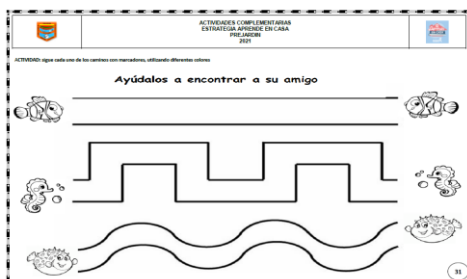 ACTIVIDADES COMPLEMENTARIAS
ESTRATEGIA APRENDE EN CASA
PREJARDIN
2021
ACTIVIDAD: sigue cada uno de los caminos con marcadores, utilizando diferentes colores
Ayúdalos a encontrar a su amigo